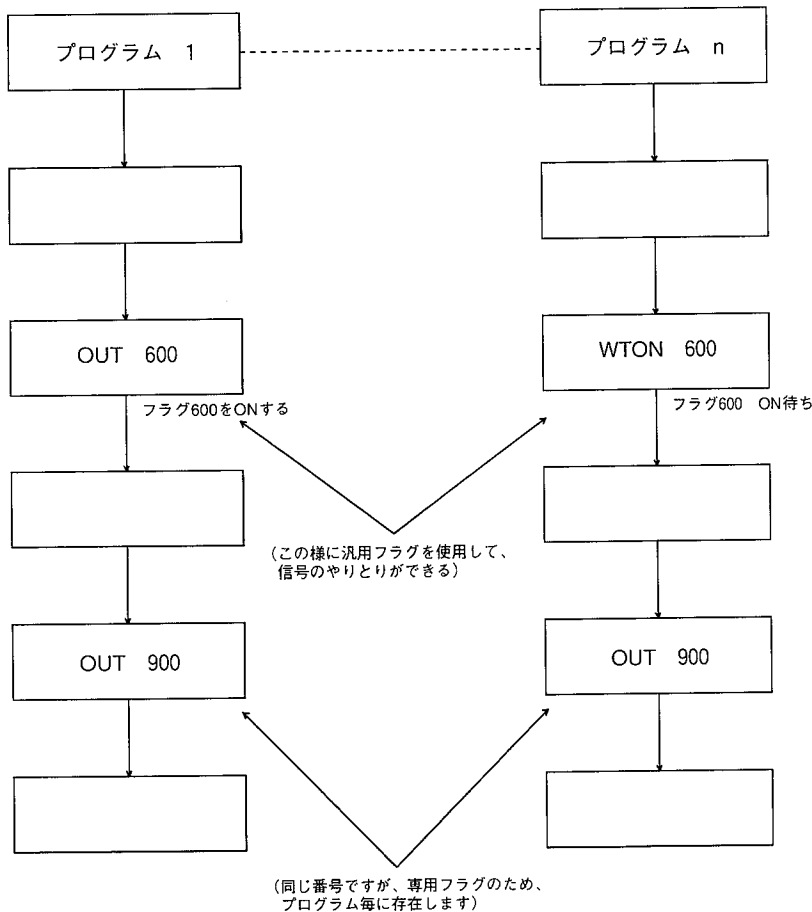 プログラム 1
プログラム n
OUT 600
WTON 600
フラグ600をONする
フラグ600 ON待ち
(この様に汎用フラグを使用して、
信号のやりとりができる)
OUT 900
OUT 900
(同じ番号ですが、専用フラグのため、
プログラム毎に存在します)